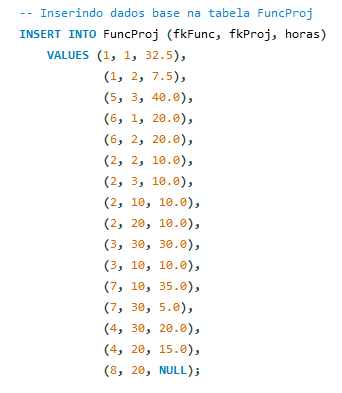 -- Inserindo dados base na tabela FuncProj
INSERT INTO FuncProj (fkFunc, fkProj, horas)
VALUES (1, 1, 32.5),
(1, 2, 7.5),
(5, 3, 40.0),
(6, 1, 20.0),
(6, 2, 20.0),
(2, 2, 10.0),
(2, 3, 10.0),
(2, 10, 10.0),
(2, 20, 10.0),
(3, 30, 30.0),
(3, 10, 10.0),
(7, 10, 35.0),
(7, 30, 5.0),
(4, 30, 20.0),
(4, 20, 15.0),
(8, 20, NULL);